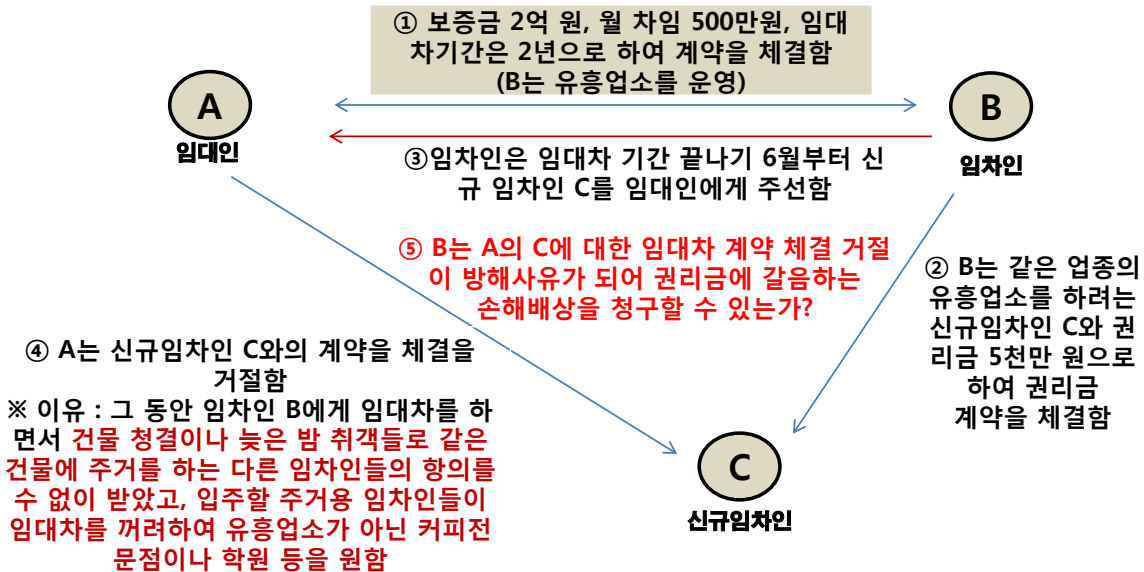 ① 보증금 2억 원, 월 차임 500만원, 임대
차기간은 2년으로 하여 계약을 체결함
(B는 유흥업소를 운영)
A
임대인
B
임차인
③임차인은 임대차 기간 끝나기 6월부터 신
규 임차인 C를 임대인에게 주선함
⑤ B는 A의 C에 대한 임대차 계약 체결 거절
이 방해사유가 되어 권리금에 갈음하는
손해배상을 청구할 수 있는가?
② B는 같은 업종의
유흥업소를 하려는
신규임차인 C와 권
리금 5천만 원으로
하여 권리금
계약을 체결함
④ A는 신규임차인 C와의 계약을 체결을
거절함
※ 이유 : 그 동안 임차인 B에게 임대차를 하
면서 건물 청결이나 늦은 밤 취객들로 같은
건물에 주거를 하는 다른 임차인들의 항의를
수 없이 받았고, 입주할 주거용 임차인들이
임대차를 꺼려하여 유흥업소가 아닌 커피전
문점이나 학원 등을 원함
C
신규임차인